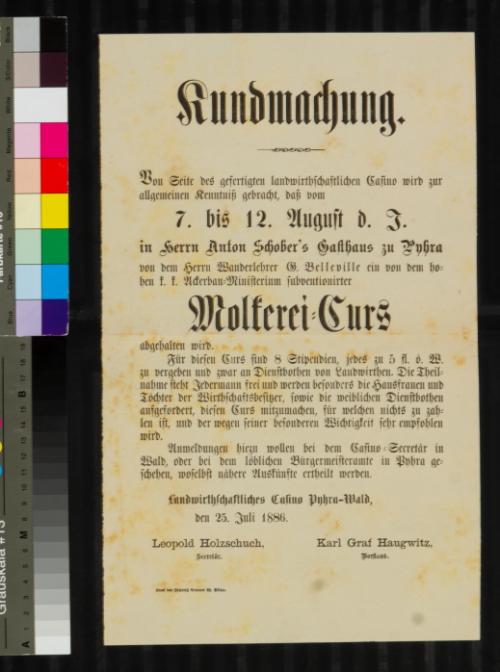 Kundmachung.
Von Seite des gefertigten landwirthschaftlichen Casino wird zur
allgemeinen Kenntniß gebracht, daß vom
7. bis 12. August d. J.
in Herrn Anton Schober's Gasthaus zu Pyhra
von dem Herrn Wanderlehrer G. Belleville ein von dem ho-
hen k. k. Ackerbau-Ministerium subventionirter
Molkerei-Curs
abgehalten wird.
Für diesen Curs sind 8 Stipendien, jedes zu 5 fl. ö. W.
zu vergeben und zwar an Dienstbothen von Landwirthen. Die Theil-
nahme steht Jedermann frei und werden besonders die Hausfrauen und
Töchter der Wirthschaftsbesitzer, sowie die weiblichen Dienstbothen
aufgefordert, diesen Curs mitzumachen, für welchen nichts zu zah-
len ist, und der wegen seiner besonderen Wichtigkeit sehr empfohlen
wird.
Anmeldungen hiezu wollen bei dem Casino-Secretär in
Wald, oder bei dem löblichen Bürgermeisteramte in Pyhra ge-
schehen, woselbst nähere Auskünfte ertheilt werden.
Landwirthschaftliches Casino Pyhra-Wald,
den 25. Juli 1886.
Leopold Holzschuh, Karl Graf Haugwitz,
Secretär. Vorstand.